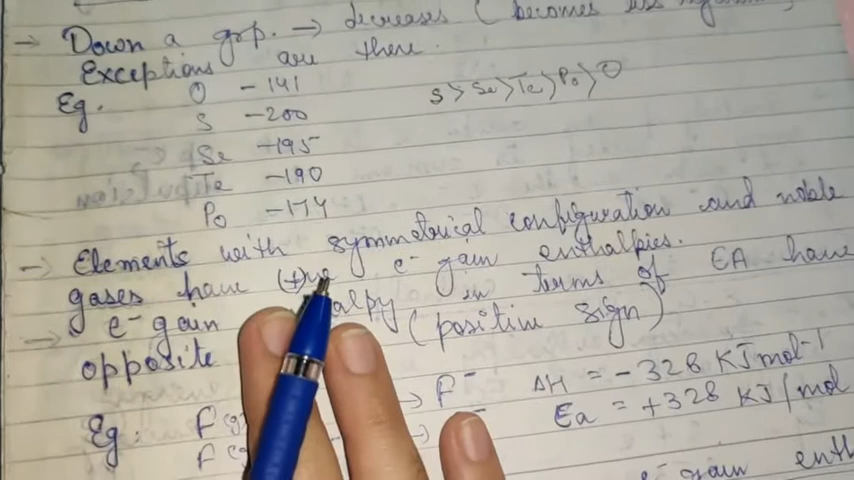 → Down a grp. → decreases (becomes less
Exceptions are there.
Eg. O -141
S -200 S > Se > Te > Po > O
Se -195
Te -190
Po -174
→ Elements with symmetrical configuration and noble
gases have (+)ve e- gain enthalpies.
→ e- gain in terms of EA have
opposite (positive sign)
Eg: F(g → F- ΔH = -328 KJ mol-1
F(g → - Ea = +328 KJ/mol
e- gain enth